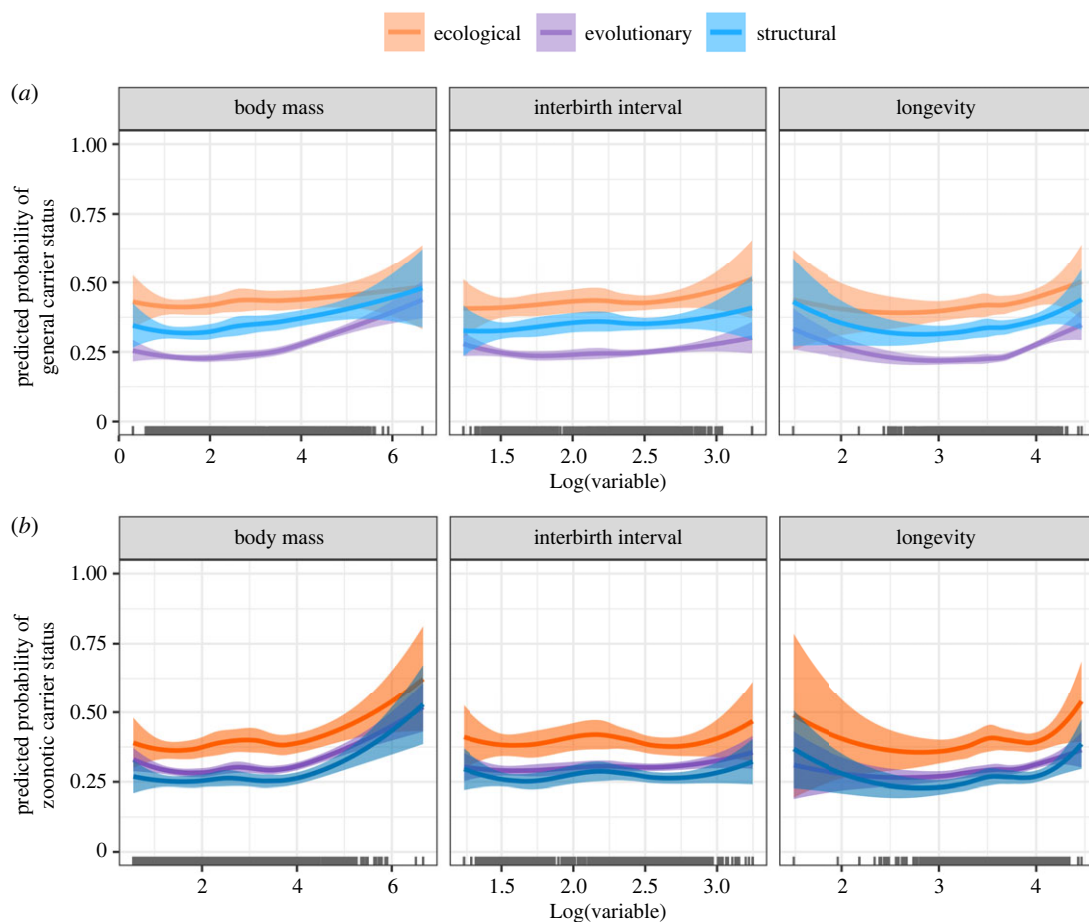 ecological evolutionary structural
(a)
body mass interbirth interval longevity
predicted probability of
general carrier status
1.00
0.75
0.50
0.25
0
0 2 4 6 1.5 2.0 2.5 3.0 2 3 4
Log(variable)
(b)
body mass interbirth interval longevity
predicted probability of
zoonotic carrier status
1.00
0.75
0.50
0.25
0
2 4 6 1.5 2.0 2.5 3.0 2 3 4
Log(variable)